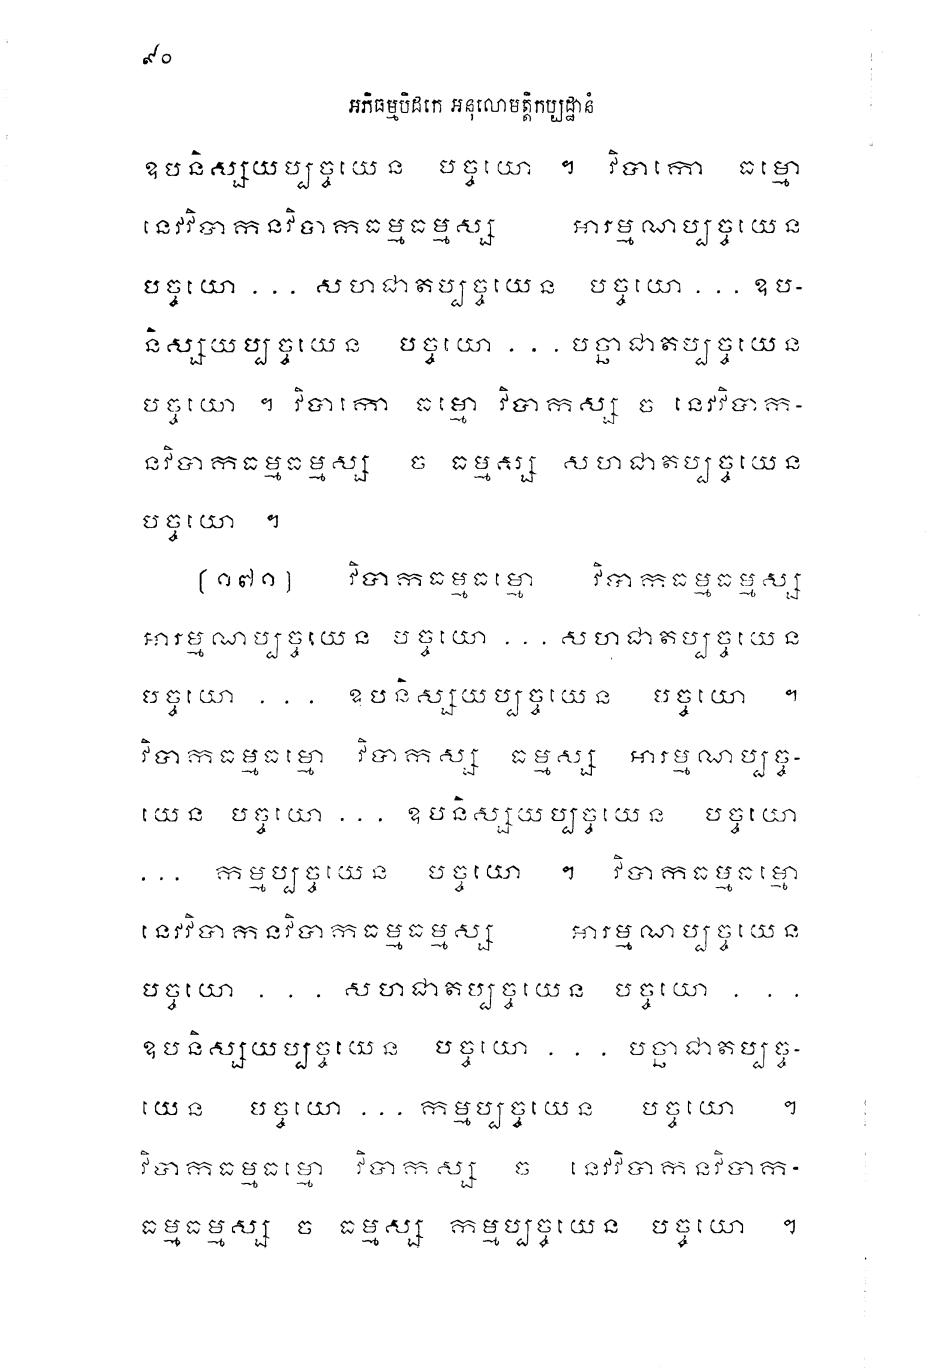 ៩០
អភិធម្មបិដកេ អនុលោមត្តិកប្បដ្ឋានំ
ឧបនិស្សយប្បច្ចយេន បច្ចយោ ។ វិបាកោ ធម្មោ
នេវវិបាកនវិបាកធម្មធម្មស្ស អារម្មណប្បច្ចយេន
បច្ចយោ ... សហជាតប្បច្ចយេន បច្ចយោ ... ឧប-
និស្សយប្បច្ចយេន បច្ចយោ ... បច្ឆាជាតប្បច្ចយេន
បច្ចយោ ។ វិបាកោ ធម្មោ វិបាកស្ស ច នេវវិបាក-
នវិបាកធម្មធម្មស្ស ច ធម្មស្ស សហជាតប្បច្ចយេន
បច្ចយោ ។
(១៧១) វិបាកធម្មធម្មោ វិបាកធម្មធម្មស្ស
អារម្មណប្បច្ចយេន បច្ចយោ ... សហជាតប្បច្ចយេន
បច្ចយោ ... ឧបនិស្សយប្បច្ចយេន បច្ចយោ ។
វិបាកធម្មធម្មោ វិបាកស្ស ធម្មស្ស អារម្មណប្បច្ច-
យេន បច្ចយោ ... ឧបនិស្សយប្បច្ចយេន បច្ចយោ
... កម្មប្បច្ចយេន បច្ចយោ ។ វិបាកធម្មធម្មោ
នេវវិបាកនវិបាកធម្មធម្មស្ស អារម្មណប្បច្ចយេន
បច្ចយោ ... សហជាតប្បច្ចយេន បច្ចយោ ...
ឧបនិស្សយប្បច្ចយេន បច្ចយោ ... បច្ឆាជាតប្បច្ច-
យេន បច្ចយោ ... កម្មប្បច្ចយេន បច្ចយោ ។
វិបាកធម្មធម្មោ វិបាកស្ស ច នេវវិបាកនវិបាក-
ធម្មធម្មស្ស ច ធម្មស្ស កម្មប្បច្ចយេន បច្ចយោ ។